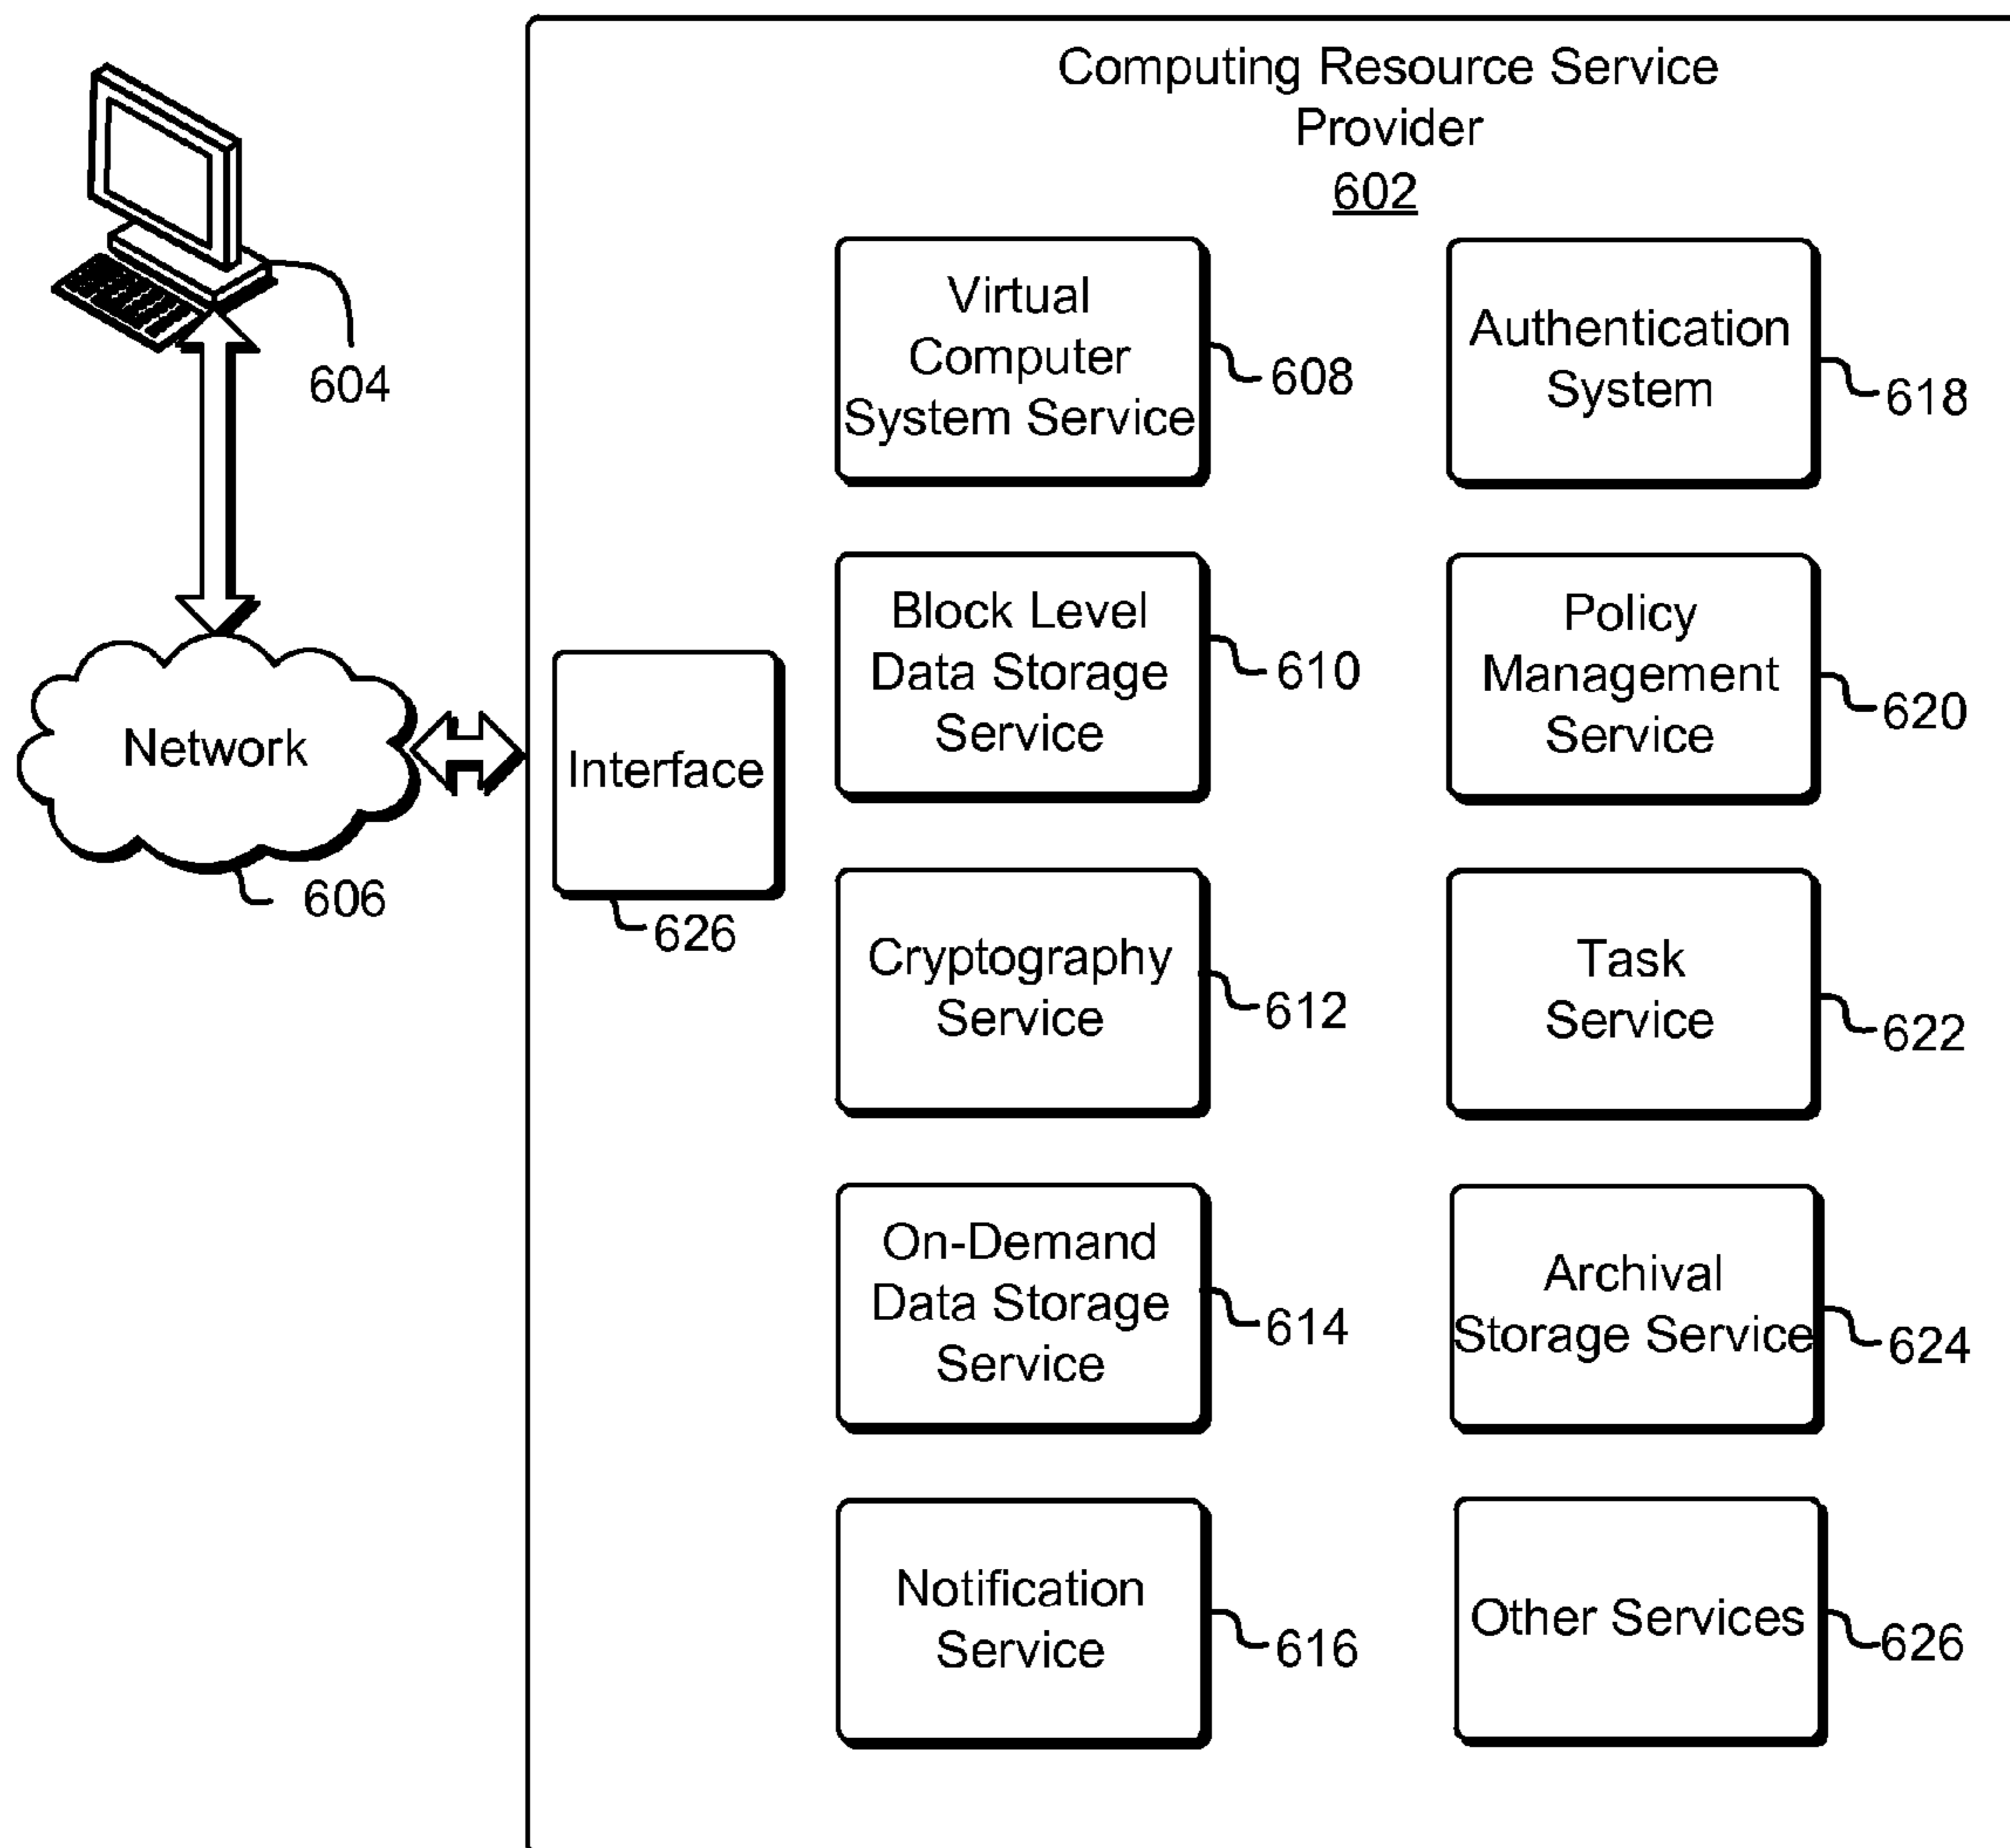 Computing Resource Service
Provider
602
604
Network
606
Interface
626
Virtual
Computer
System Service
608
Authentication
System
618
Block Level
Data Storage
Service
610
Policy
Management
Service
620
Cryptography
Service
612
Task
Service
622
On-Demand
Data Storage
Service
614
Archival
Storage Service
624
Notification
Service
616
Other Services
626